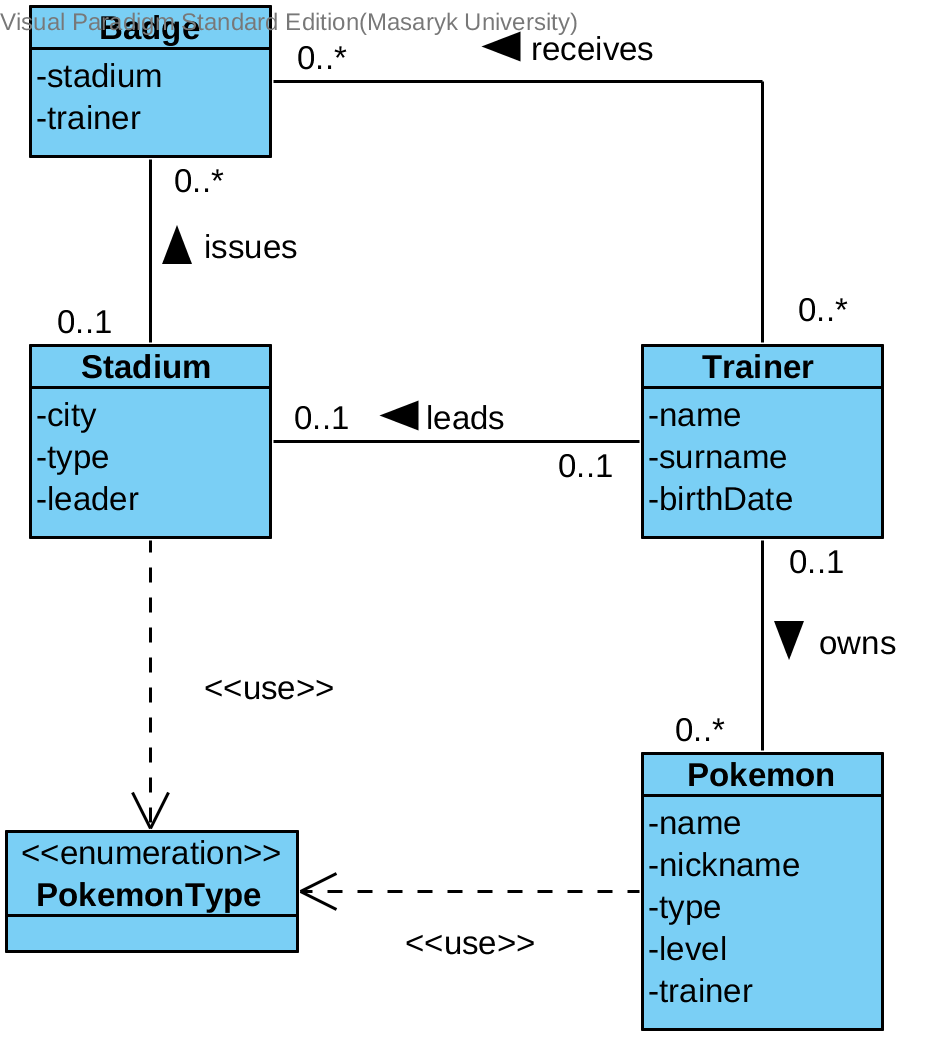 Visual Paradigm Standard Edition(Masaryk University)
Badge
-stadium
-trainer
0..*
receives
0..*
issues
0..1
0..*
Stadium
-city
-type
-leader
0..1
leads
0..1
Trainer
-name
-surname
-birthDate
0..1
owns
0..*
<<use>>
Pokemon
-name
-nickname
-type
-level
-trainer
<<enumeration>>
PokemonType
<<use>>